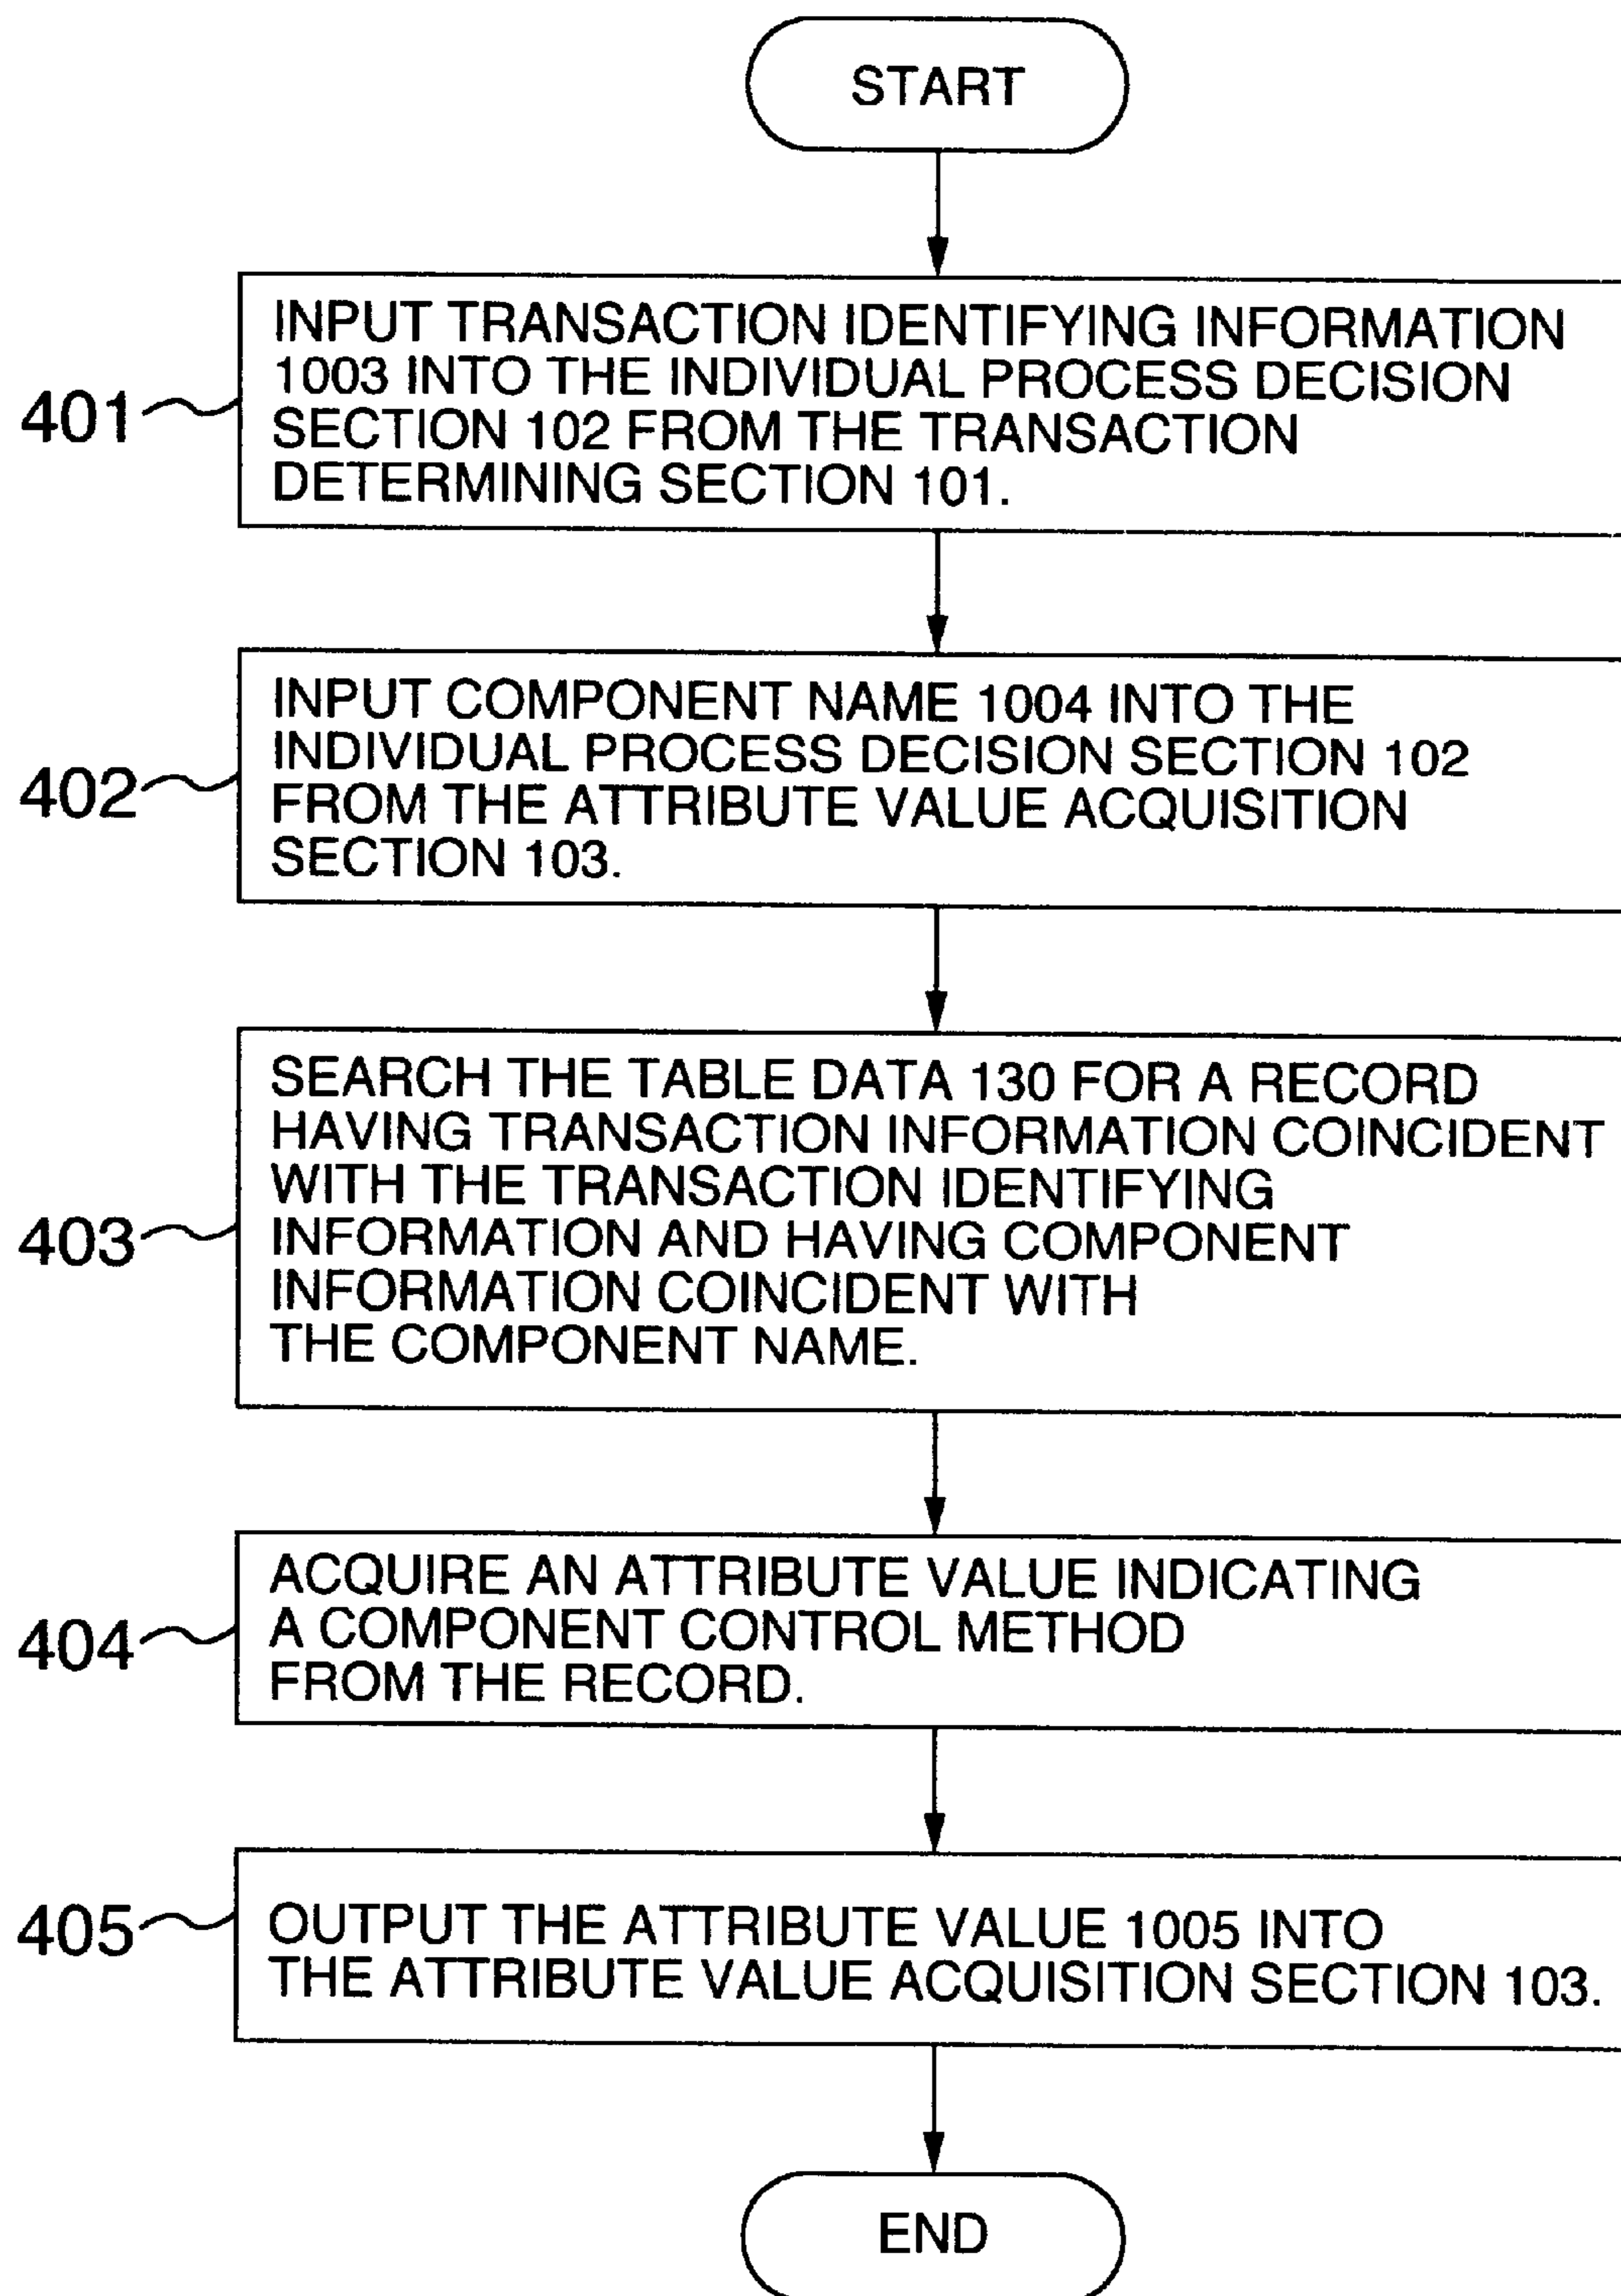 START
INPUT TRANSACTION IDENTIFYING INFORMATION
1003 INTO THE INDIVIDUAL PROCESS DECISION
SECTION 102 FROM THE TRANSACTION
DETERMINING SECTION 101.
401
INPUT COMPONENT NAME 1004 INTO THE
INDIVIDUAL PROCESS DECISION SECTION 102
FROM THE ATTRIBUTE VALUE ACQUISITION
SECTION 103.
402
SEARCH THE TABLE DATA 130 FOR A RECORD
HAVING TRANSACTION INFORMATION COINCIDENT
WITH THE TRANSACTION IDENTIFYING
INFORMATION AND HAVING COMPONENT
INFORMATION COINCIDENT WITH
THE COMPONENT NAME.
403
ACQUIRE AN ATTRIBUTE VALUE INDICATING
A COMPONENT CONTROL METHOD
FROM THE RECORD.
404
OUTPUT THE ATTRIBUTE VALUE 1005 INTO
THE ATTRIBUTE VALUE ACQUISITION SECTION 103.
405
END